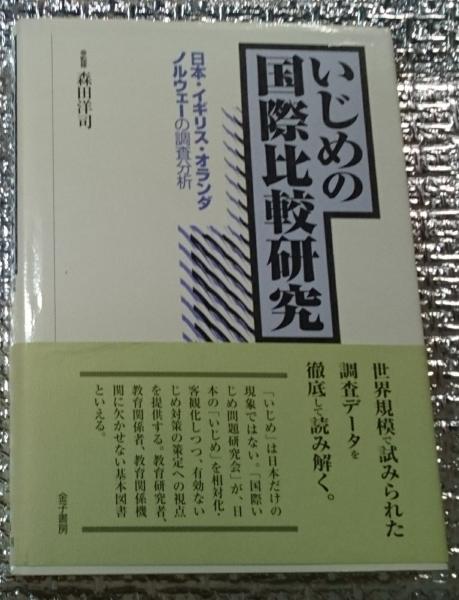 いじめの
国際比較研究
日本・イギリス・オランダ
ノルウェーの調査分析
森田洋司
世界規模で試みられた
調査データを
徹底して読み解く。
「いじめ」は日本だけの
現象ではない。「国際い
じめ問題研究会」が、日
本の「いじめ」を相対化・
客観化しつつ、有効ない
じめ対策の策定への視点
を提供する。教育研究者、
教育関係者、教育関係機
関に欠かせない基本図書
といえる。
金子書房